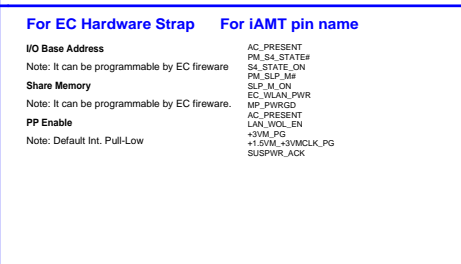 For EC Hardware Strap
I/O Base Address
Note: It can be programmable by EC fireware
Share Memory
Note: It can be programmable by EC fireware.
PP Enable
Note: Default Int. Pull-Low
For iAMT pin name
AC_PRESENT
PM_S4_STATE#
S4_STATE_ON
PM_SLP_M#
SLP_M_ON
EC_WLAN_PWR
MP_PWRGD
AC_PRESENT
LAN_WOL_EN
+3VM_PG
+1.5VM_+3VMCLK_PG
SUSPWR_ACK